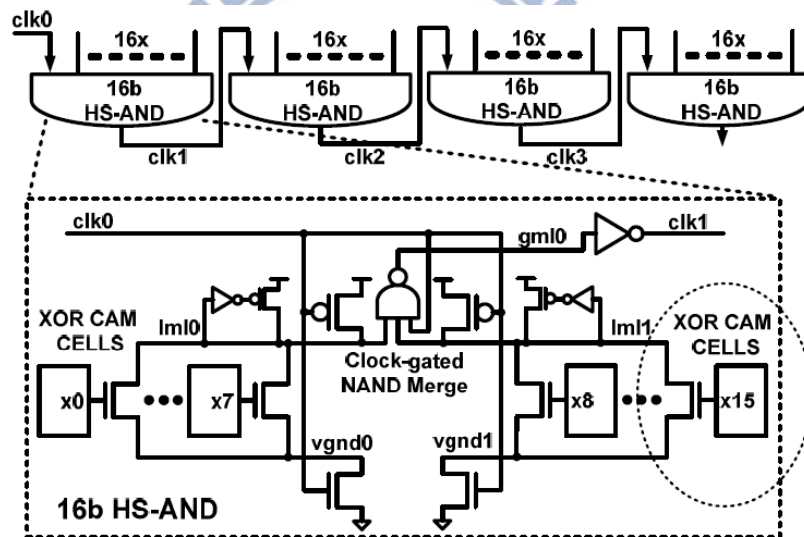 clk0
16x 16x 16x 16x
16b HS-AND 16b HS-AND 16b HS-AND 16b HS-AND
clk1 clk2 clk3
clk0 gml0 clk1
XOR CAM CELLS lml0 lml1 XOR CAM CELLS
Clock-gated NAND Merge
x0 x7 x8 x15
vgnd0 vgnd1
16b HS-AND